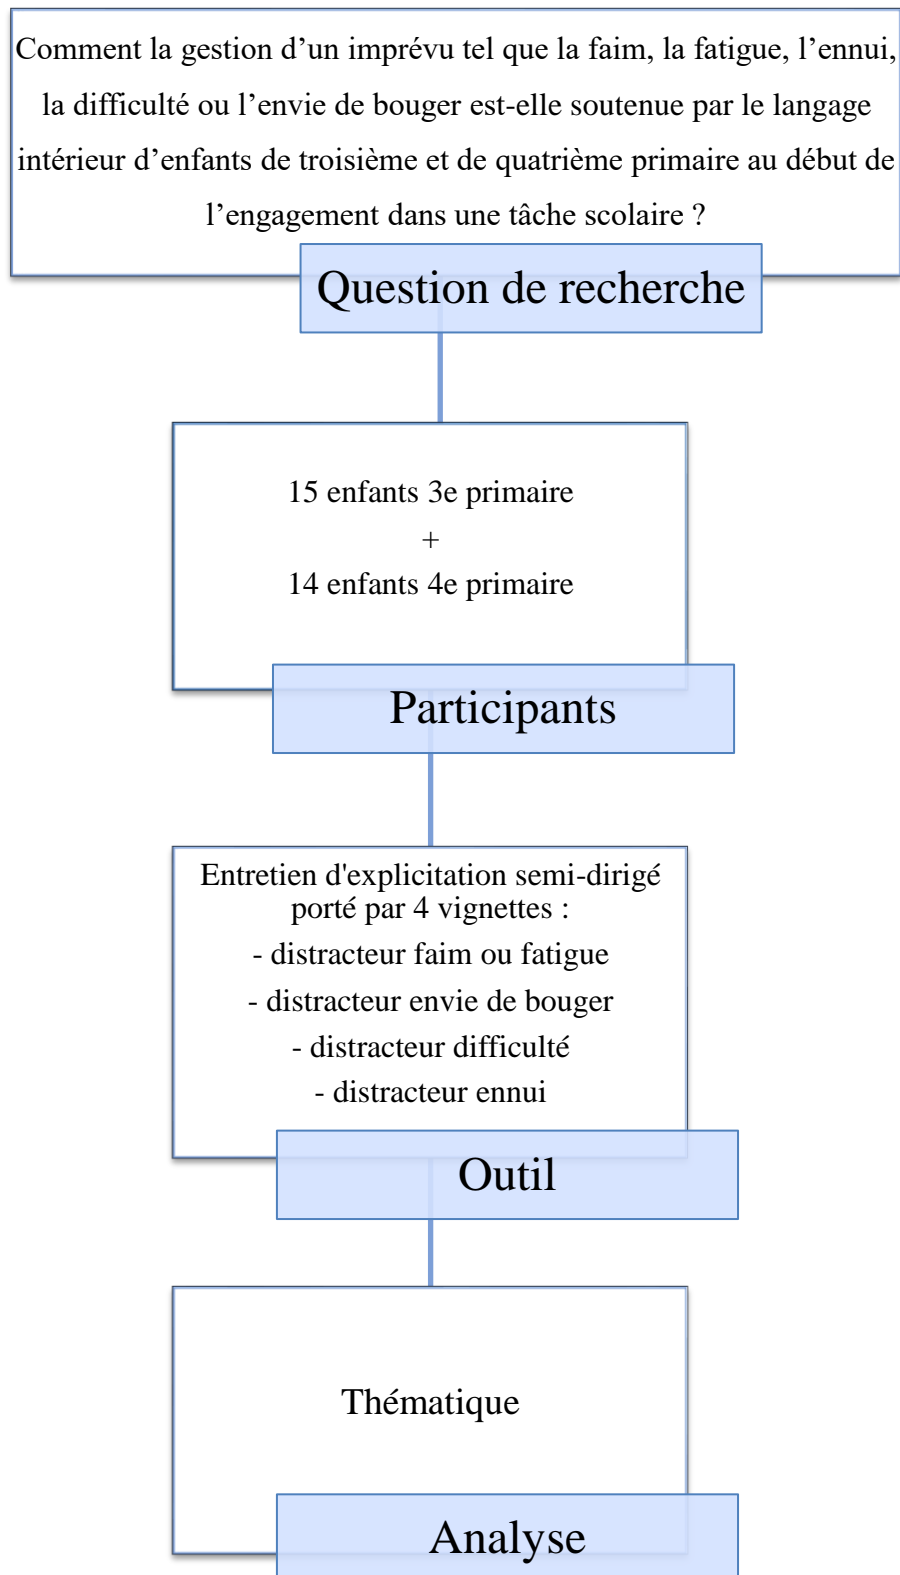 Comment la gestion d’un imprévu tel que la faim, la fatigue, l’ennui,
la difficulté ou l’envie de bouger est-elle soutenue par le langage
intérieur d’enfants de troisième et de quatrième primaire au début de
l’engagement dans une tâche scolaire ?
Question de recherche
15 enfants 3e primaire
+
14 enfants 4e primaire
Participants
Entretien d'explicitation semi-dirigé
porté par 4 vignettes :
- distracteur faim ou fatigue
- distracteur envie de bouger
- distracteur difficulté
- distracteur ennui
Outil
Thématique
Analyse